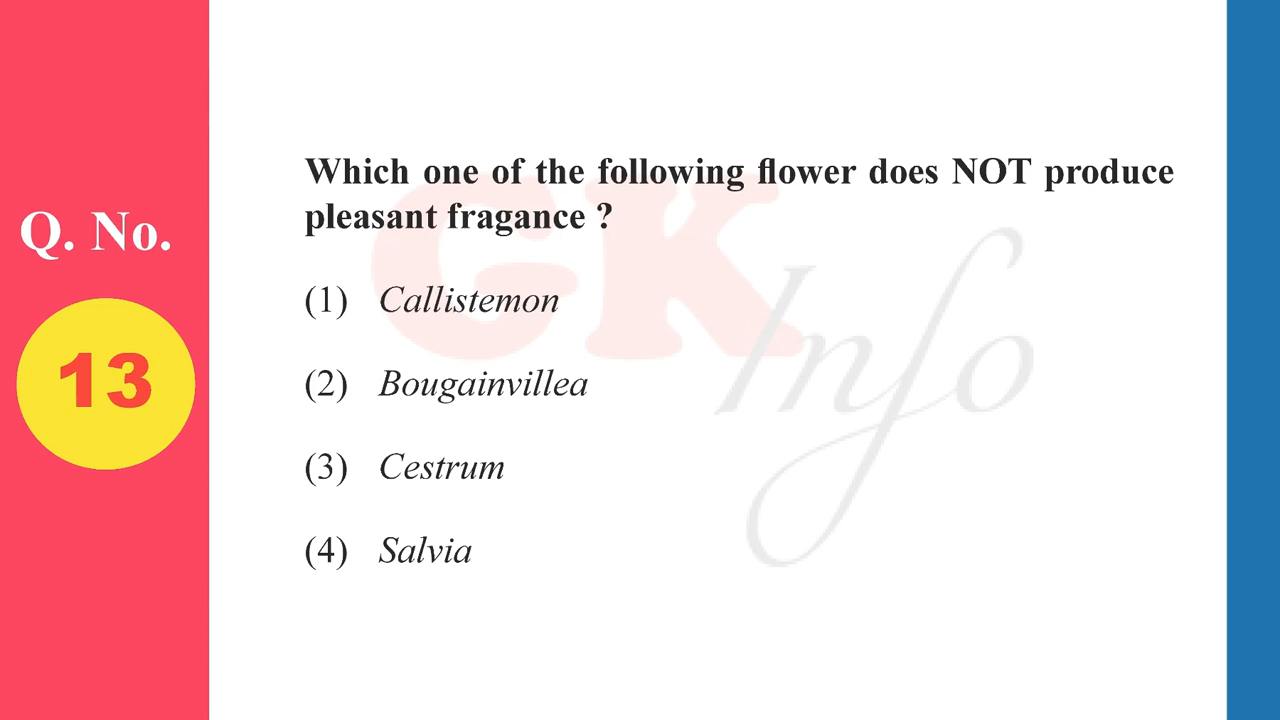 Q. No.
13
Which one of the following flower does NOT produce
pleasant fragance ?
(1) Callistemon
(2) Bougainvillea
(3) Cestrum
(4) Salvia
GK
Info